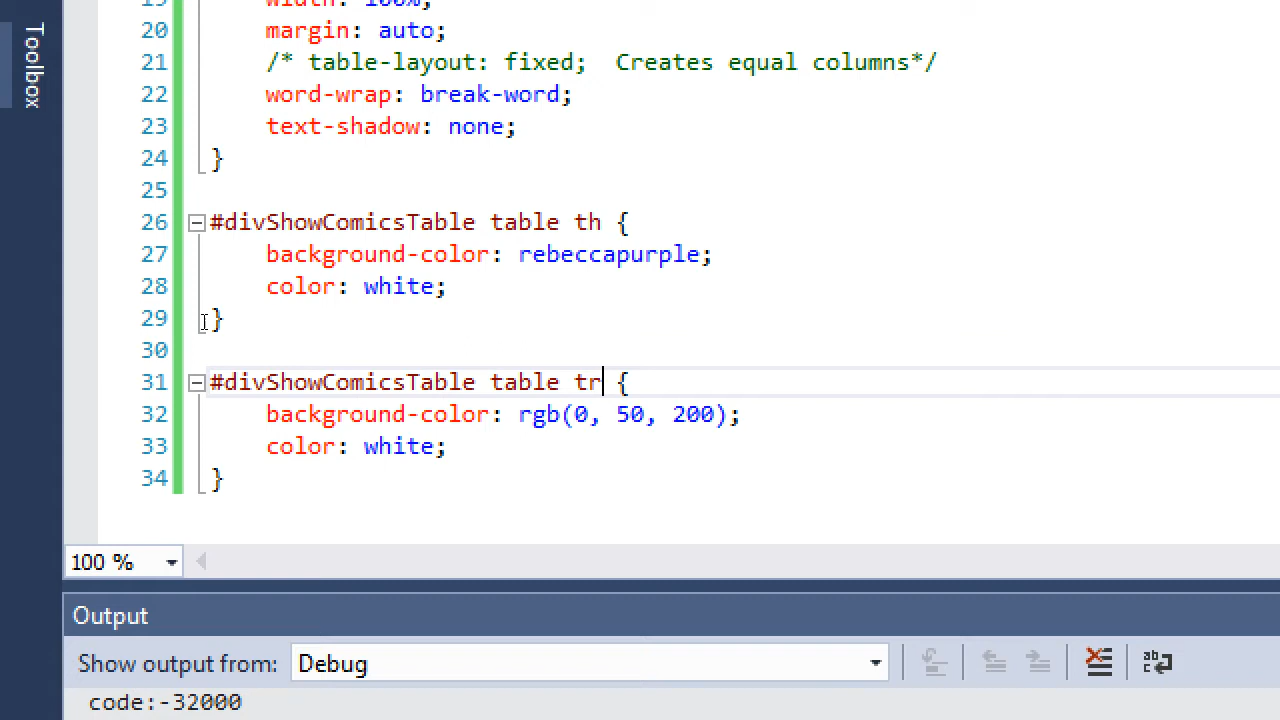 Toolbox
19 width: 100%;
20 margin: auto;
21 /* table-layout: fixed;  Creates equal columns*/
22 word-wrap: break-word;
23 text-shadow: none;
24 }
25
26 #divShowComicsTable table th {
27 background-color: rebeccapurple;
28 color: white;
29 }
30
31 #divShowComicsTable table tr {
32 background-color: rgb(0, 50, 200);
33 color: white;
34 }
100 %
Output
Show output from: Debug
code:-32000